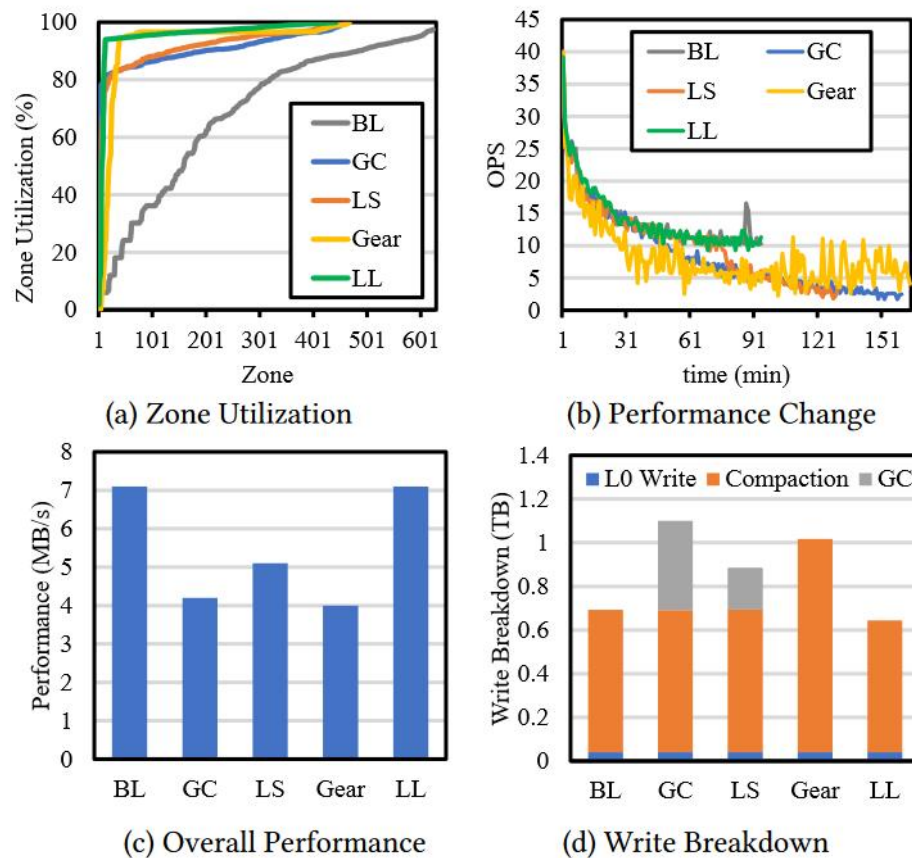 Zone Utilization (%)
100
80
60
40
20
0
BL
GC
LS
Gear
LL
1 101 201 301 401 501 601
Zone
(a) Zone Utilization
OPS
45
40
35
30
25
20
15
10
5
0
BL GC
LS Gear
LL
1 31 61 91 121 151
time (min)
(b) Performance Change
Performance (MB/s)
8
7
6
5
4
3
2
1
0
BL GC LS Gear LL
(c) Overall Performance
Write Breakdown (TB)
1.4
1.2
1
0.8
0.6
0.4
0.2
0
L0 Write Compaction GC
BL GC LS Gear LL
(d) Write Breakdown